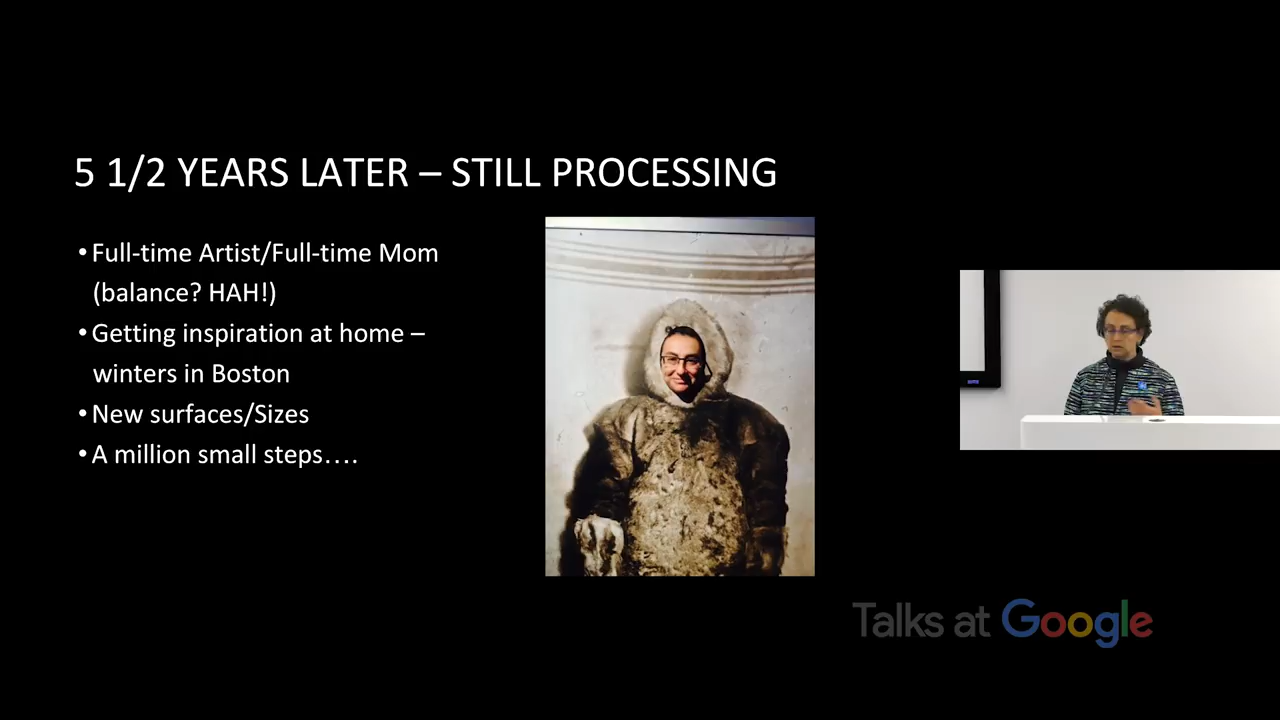 5 1/2 YEARS LATER – STILL PROCESSING
•Full-time Artist/Full-time Mom
(balance? HAH!)
•Getting inspiration at home –
winters in Boston
•New surfaces/Sizes
•A million small steps….
Talks at Google